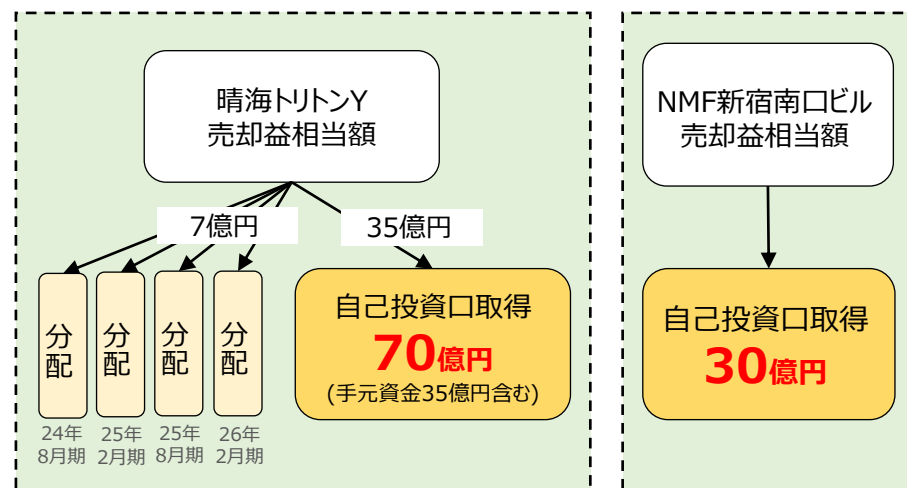 晴海トリトンY
売却益相当額
7億円
35億円
分配
分配
分配
分配
24年
8月期
25年
2月期
25年
8月期
26年
2月期
自己投資口取得
70億円
(手元資金35億円含む)
NMF新宿南口ビル
売却益相当額
自己投資口取得
30億円